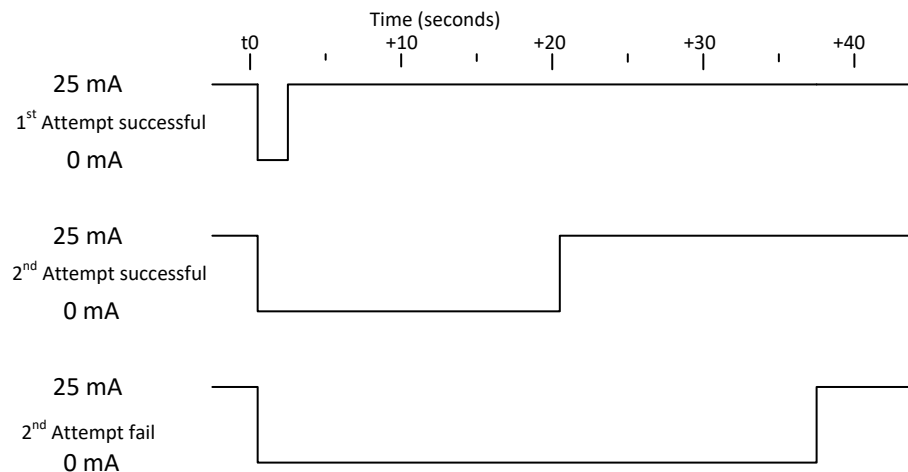 Time (seconds)
t0 +10 +20 +30 +40
25 mA
1st Attempt successful
0 mA
25 mA
2nd Attempt successful
0 mA
25 mA
2nd Attempt fail
0 mA